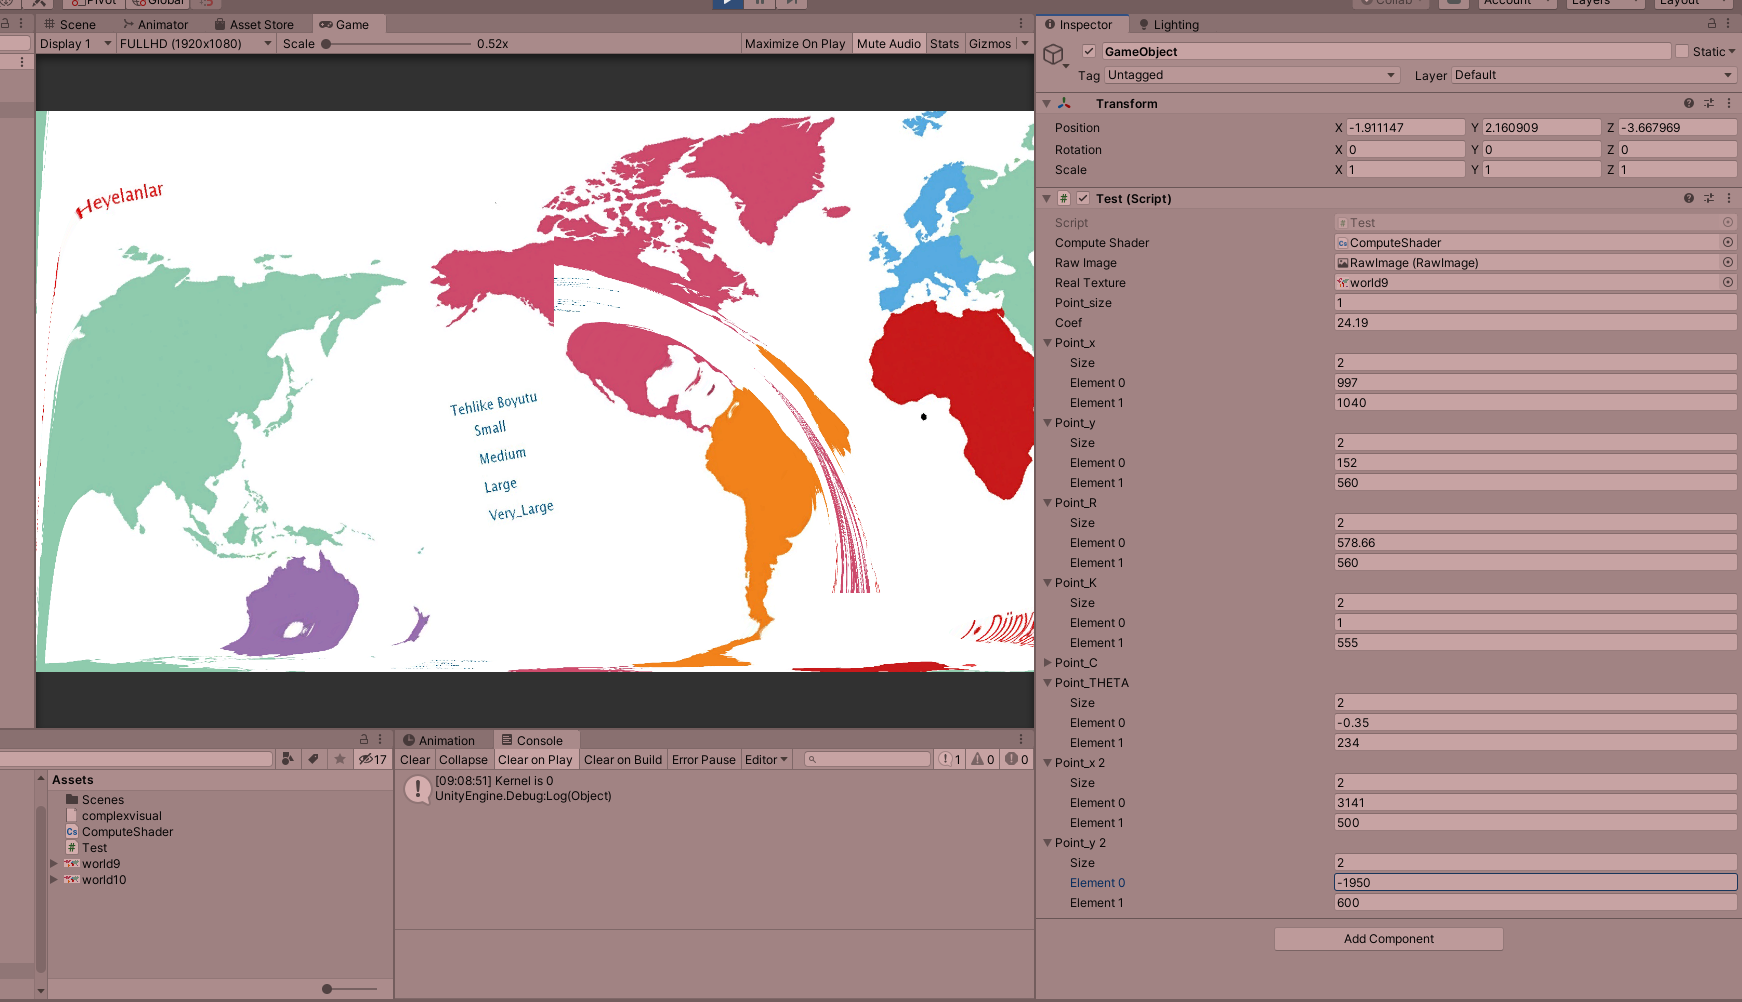 Pivot Global Collab Account Layers Layout
Scene Animator Asset Store Game
Display 1 FULLHD (1920x1080) Scale 0.52x Maximize On Play Mute Audio Stats Gizmos
Heyelanlar
Tehlike Boyutu
Small
Medium
Large
Very_Large
Inspector Lighting
GameObject Static
Tag Untagged Layer Default
Transform
Position X -1.911147 Y 2.160909 Z -3.667969
Rotation X 0 Y 0 Z 0
Scale X 1 Y 1 Z 1
# Test (Script)
Script # Test
Compute Shader Cs ComputeShader
Raw Image RawImage (RawImage)
Real Texture world9
Point_size 1
Coef 24.19
Point_x
Size 2
Element 0 997
Element 1 1040
Point_y
Size 2
Element 0 152
Element 1 560
Point_R
Size 2
Element 0 578.66
Element 1 560
Point_K
Size 2
Element 0 1
Element 1 555
Point_C
Point_THETA
Size 2
Element 0 -0.35
Element 1 234
Point_x 2
Size 2
Element 0 3141
Element 1 500
Point_y 2
Size 2
Element 0 -1950
Element 1 600
Add Component
17
Assets
Scenes
complexvisual
Cs ComputeShader
# Test
world9
world10
Animation Console
Clear Collapse Clear on Play Clear on Build Error Pause Editor 1 0 0
[09:08:51] Kernel is 0
UnityEngine.Debug:Log(Object)